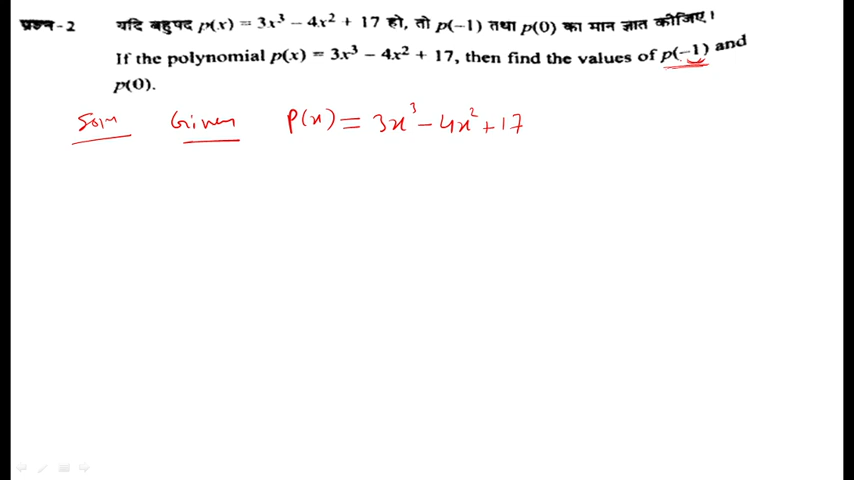 प्रश्न-2 यदि बहुपद p(x) = 3x³ − 4x² + 17 हो, तो p(−1) तथा p(0) का मान ज्ञात कीजिए।
If the polynomial p(x) = 3x³ − 4x² + 17, then find the values of p(−1) and
p(0).
Soln Given P(x) = 3x³ − 4x² + 17